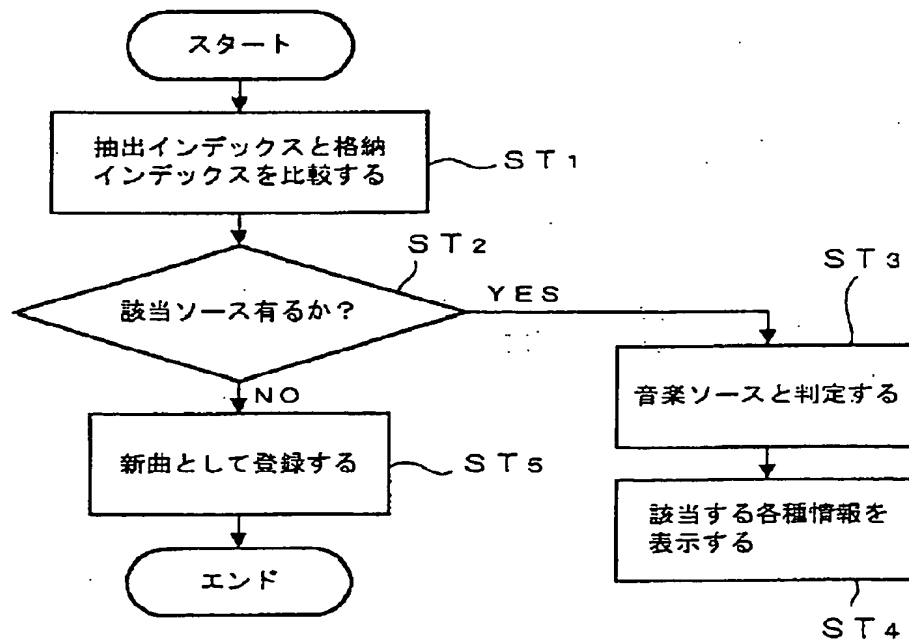 スタート
抽出インデックスと格納
インデックスを比較する
ST1
ST2
該当ソース有るか?
YES
ST3
音楽ソースと判定する
NO
新曲として登録する
ST5
該当する各種情報を
表示する
エンド
ST4